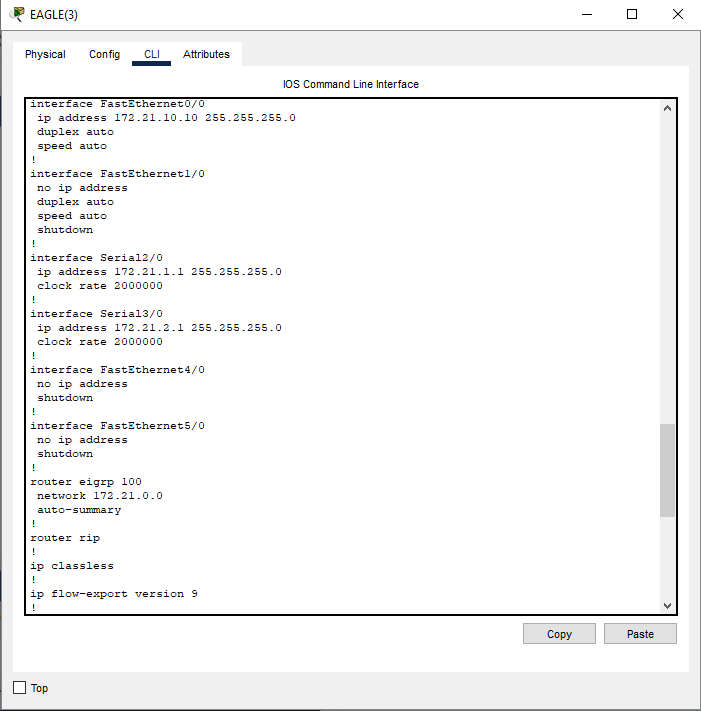 EAGLE(3)
Physical Config CLI Attributes
IOS Command Line Interface
interface FastEthernet0/0
 ip address 172.21.10.10 255.255.255.0
 duplex auto
 speed auto
!
interface FastEthernet1/0
 no ip address
 duplex auto
 speed auto
 shutdown
!
interface Serial2/0
 ip address 172.21.1.1 255.255.255.0
 clock rate 2000000
!
interface Serial3/0
 ip address 172.21.2.1 255.255.255.0
 clock rate 2000000
!
interface FastEthernet4/0
 no ip address
 shutdown
!
interface FastEthernet5/0
 no ip address
 shutdown
!
router eigrp 100
 network 172.21.0.0
 auto-summary
!
router rip
!
ip classless
!
ip flow-export version 9
!
Copy Paste
Top